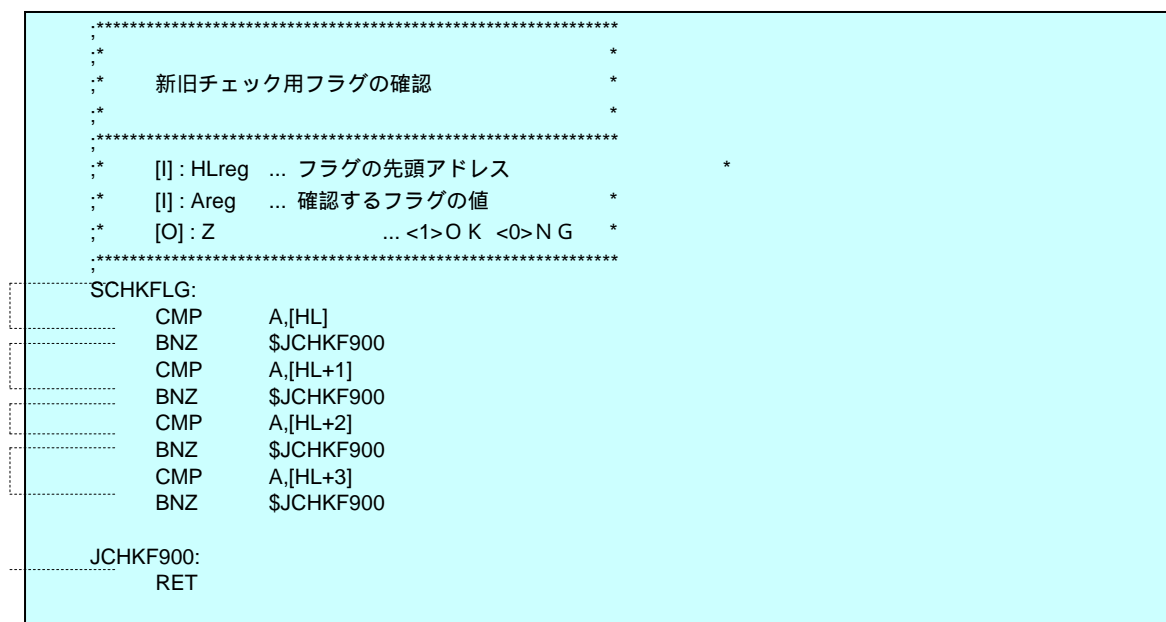 ;***************************************************************
;* *
;* 新旧チェック用フラグの確認 *
;* *
;***************************************************************
;* [I] : HLreg ... フラグの先頭アドレス *
;* [I] : Areg ... 確認するフラグの値 *
;* [O] : Z ... <1>ＯＫ <0>ＮＧ *
;***************************************************************
SCHKFLG:
CMP A,[HL]
BNZ $JCHKF900
CMP A,[HL+1]
BNZ $JCHKF900
CMP A,[HL+2]
BNZ $JCHKF900
CMP A,[HL+3]
BNZ $JCHKF900
JCHKF900:
RET